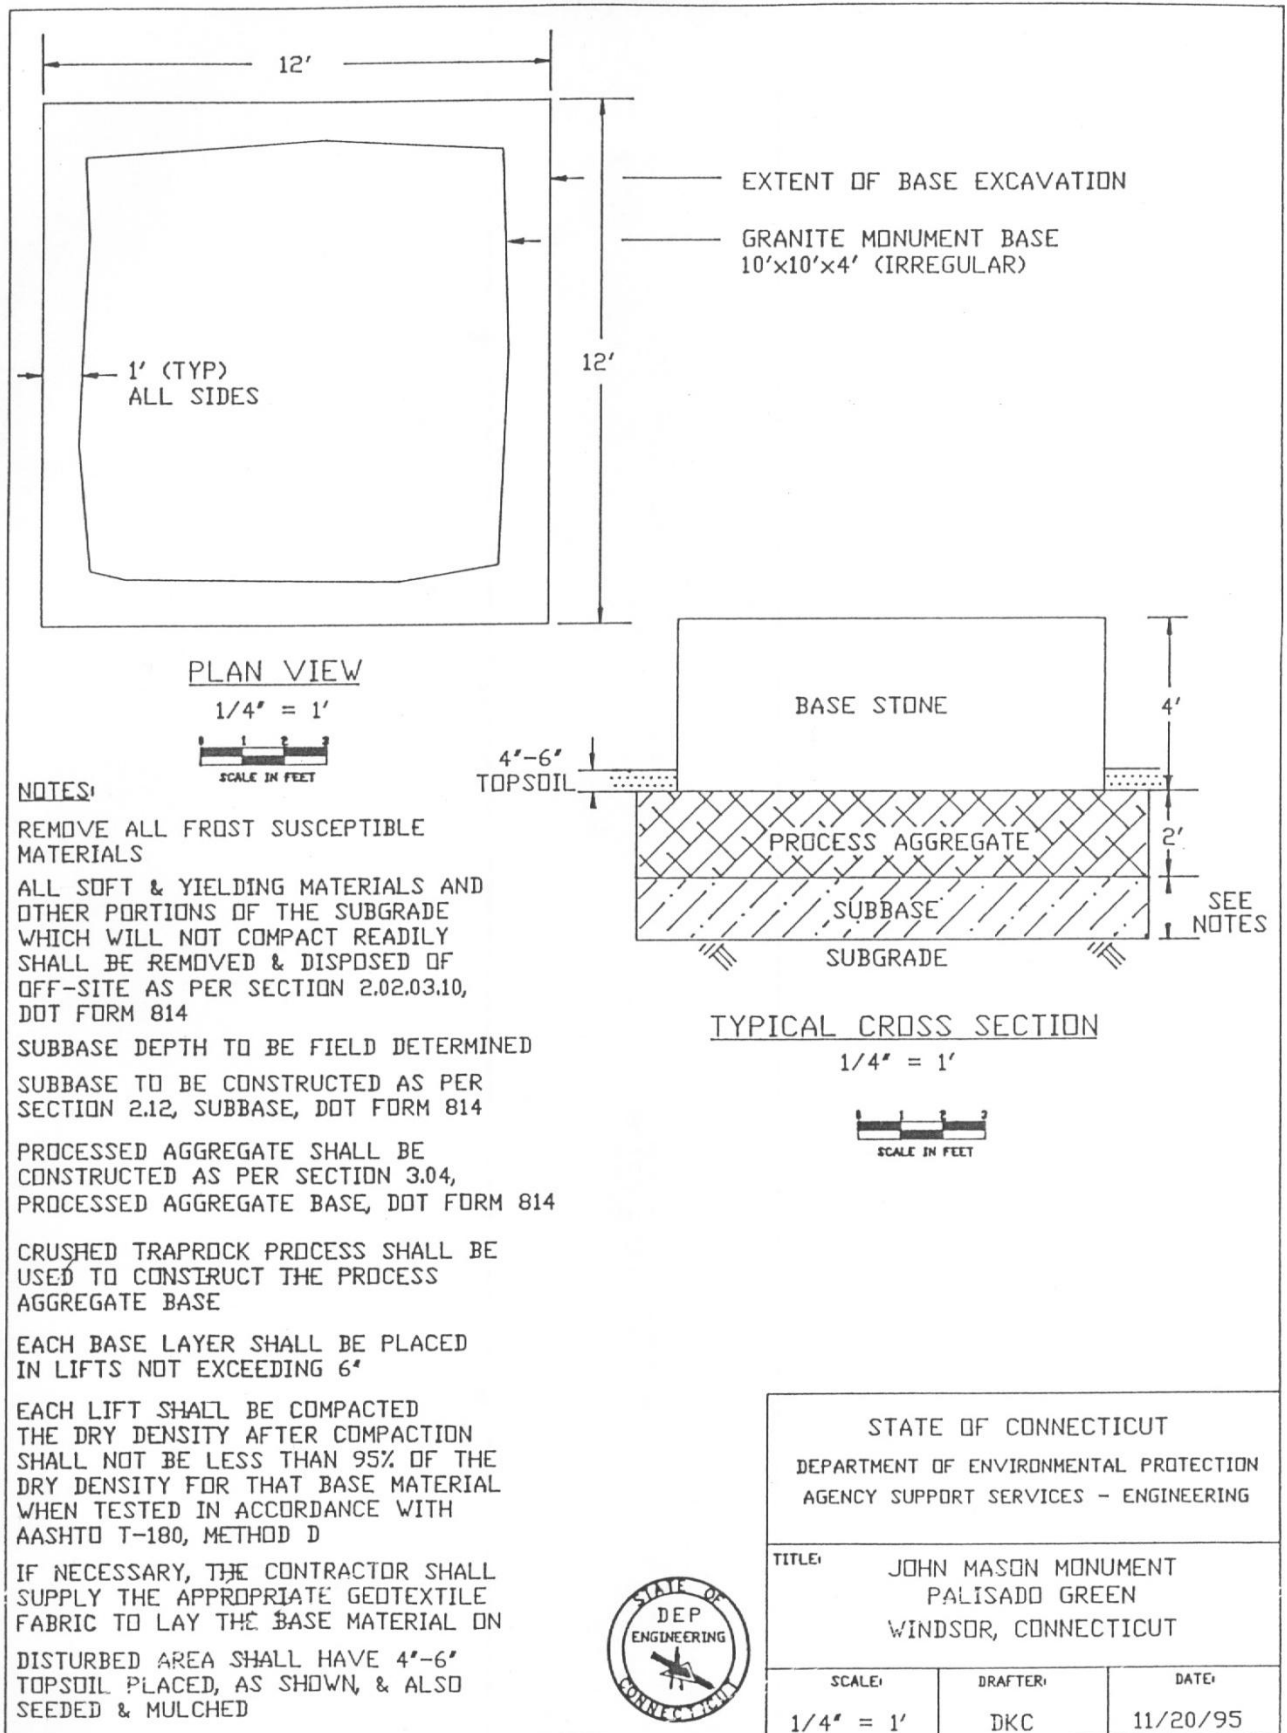 12'
EXTENT OF BASE EXCAVATION
GRANITE MONUMENT BASE
10'x10'x4' (IRREGULAR)
12'
1' (TYP)
ALL SIDES
PLAN VIEW
1/4" = 1'
0 1 2 3
SCALE IN FEET
BASE STONE
4'
4"-6"
TOPSOIL
PROCESS AGGREGATE
2'
SUBBASE
SEE
NOTES
SUBGRADE
TYPICAL CROSS SECTION
1/4" = 1'
0 1 2 3
SCALE IN FEET
NOTES:
REMOVE ALL FROST SUSCEPTIBLE
MATERIALS
ALL SOFT & YIELDING MATERIALS AND
OTHER PORTIONS OF THE SUBGRADE
WHICH WILL NOT COMPACT READILY
SHALL BE REMOVED & DISPOSED OF
OFF-SITE AS PER SECTION 2.02.03.10,
DOT FORM 814
SUBBASE DEPTH TO BE FIELD DETERMINED
SUBBASE TO BE CONSTRUCTED AS PER
SECTION 2.12, SUBBASE, DOT FORM 814
PROCESSED AGGREGATE SHALL BE
CONSTRUCTED AS PER SECTION 3.04,
PROCESSED AGGREGATE BASE, DOT FORM 814
CRUSHED TRAPROCK PROCESS SHALL BE
USED TO CONSTRUCT THE PROCESS
AGGREGATE BASE
EACH BASE LAYER SHALL BE PLACED
IN LIFTS NOT EXCEEDING 6"
EACH LIFT SHALL BE COMPACTED
THE DRY DENSITY AFTER COMPACTION
SHALL NOT BE LESS THAN 95% OF THE
DRY DENSITY FOR THAT BASE MATERIAL
WHEN TESTED IN ACCORDANCE WITH
AASHTO T-180, METHOD D
IF NECESSARY, THE CONTRACTOR SHALL
SUPPLY THE APPROPRIATE GEOTEXTILE
FABRIC TO LAY THE BASE MATERIAL ON
DISTURBED AREA SHALL HAVE 4"-6"
TOPSOIL PLACED, AS SHOWN, & ALSO
SEEDED & MULCHED
STATE OF
DEP
ENGINEERING
CONNECTICUT
STATE OF CONNECTICUT
DEPARTMENT OF ENVIRONMENTAL PROTECTION
AGENCY SUPPORT SERVICES - ENGINEERING
TITLE:
JOHN MASON MONUMENT
PALISADO GREEN
WINDSOR, CONNECTICUT
SCALE: DRAFTER: DATE:
1/4" = 1' DKC 11/20/95